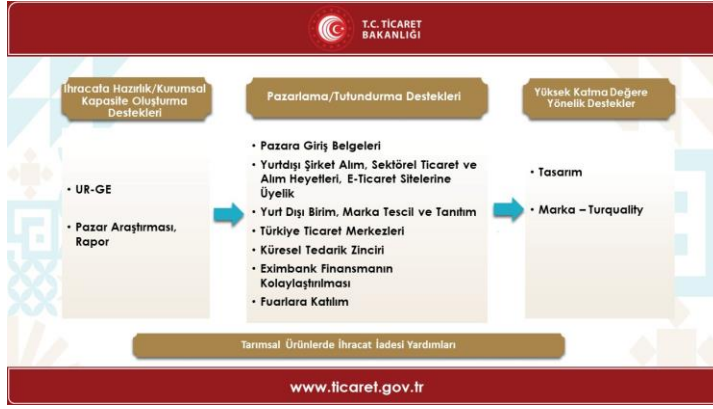 T.C. TİCARET
BAKANLIĞI
İhracata Hazırlık/Kurumsal
Kapasite Oluşturma
Destekleri
Pazarlama/Tutundurma Destekleri
Yüksek Katma Değere
Yönelik Destekler
• UR-GE
• Pazar Araştırması,
Rapor
• Pazara Giriş Belgeleri
• Yurtdışı Şirket Alım, Sektörel Ticaret ve
Alım Heyetleri, E-Ticaret Sitelerine
Üyelik
• Yurt Dışı Birim, Marka Tescil ve Tanıtım
• Türkiye Ticaret Merkezleri
• Küresel Tedarik Zinciri
• Eximbank Finansmanın
Kolaylaştırılması
• Fuarlara Katılım
• Tasarım
• Marka – Turquality
Tarımsal Ürünlerde İhracat İadesi Yardımları
www.ticaret.gov.tr